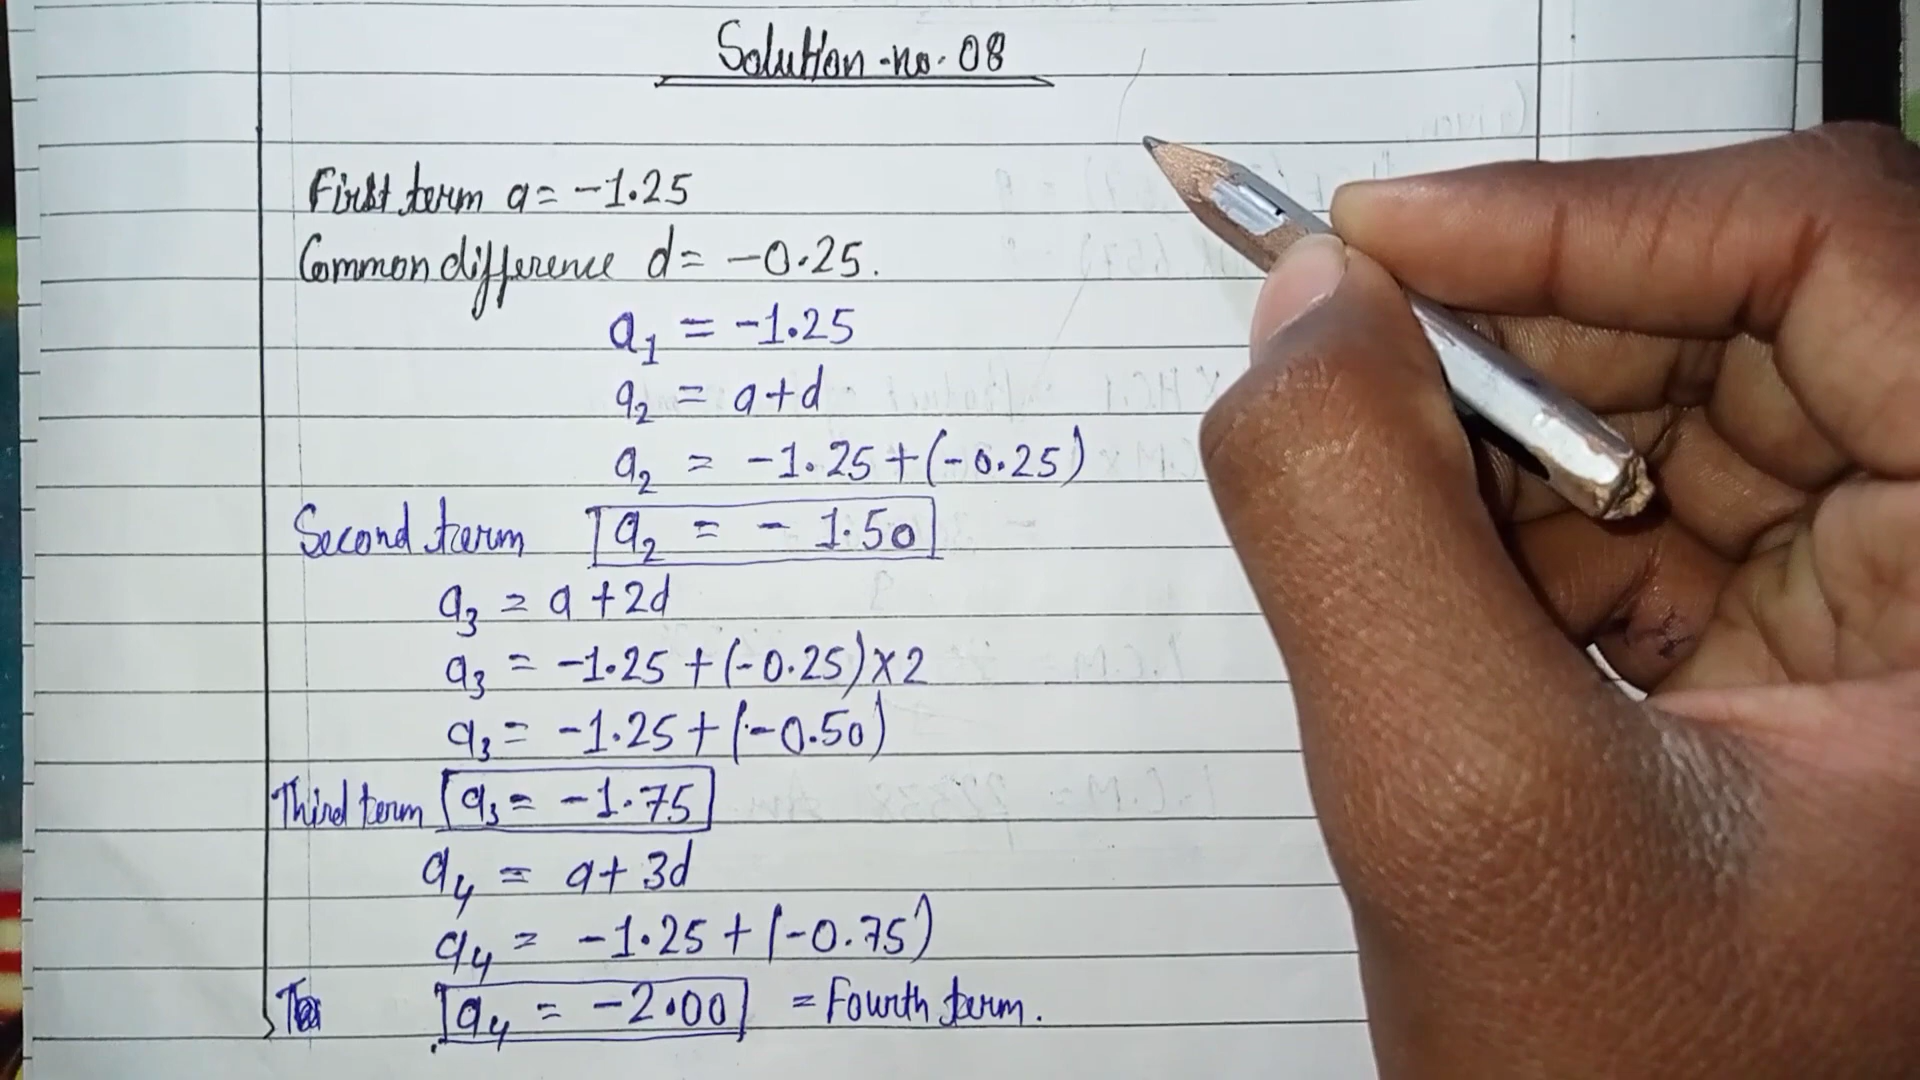 Solution -no. 08
First term a = -1.25
Common difference d = -0.25.
a₁ = -1.25
a₂ = a+d
a₂ = -1.25+(-0.25)
Second term a₂ = - 1.50
a₃ = a +2d
a₃ = -1.25 +(-0.25)×2
a₃ = -1.25+(-0.50)
Third term a₃ = -1.75
a₄ = a+ 3d
a₄ = -1.25 + (-0.75)
a₄ = -2.00 = Fourth term.